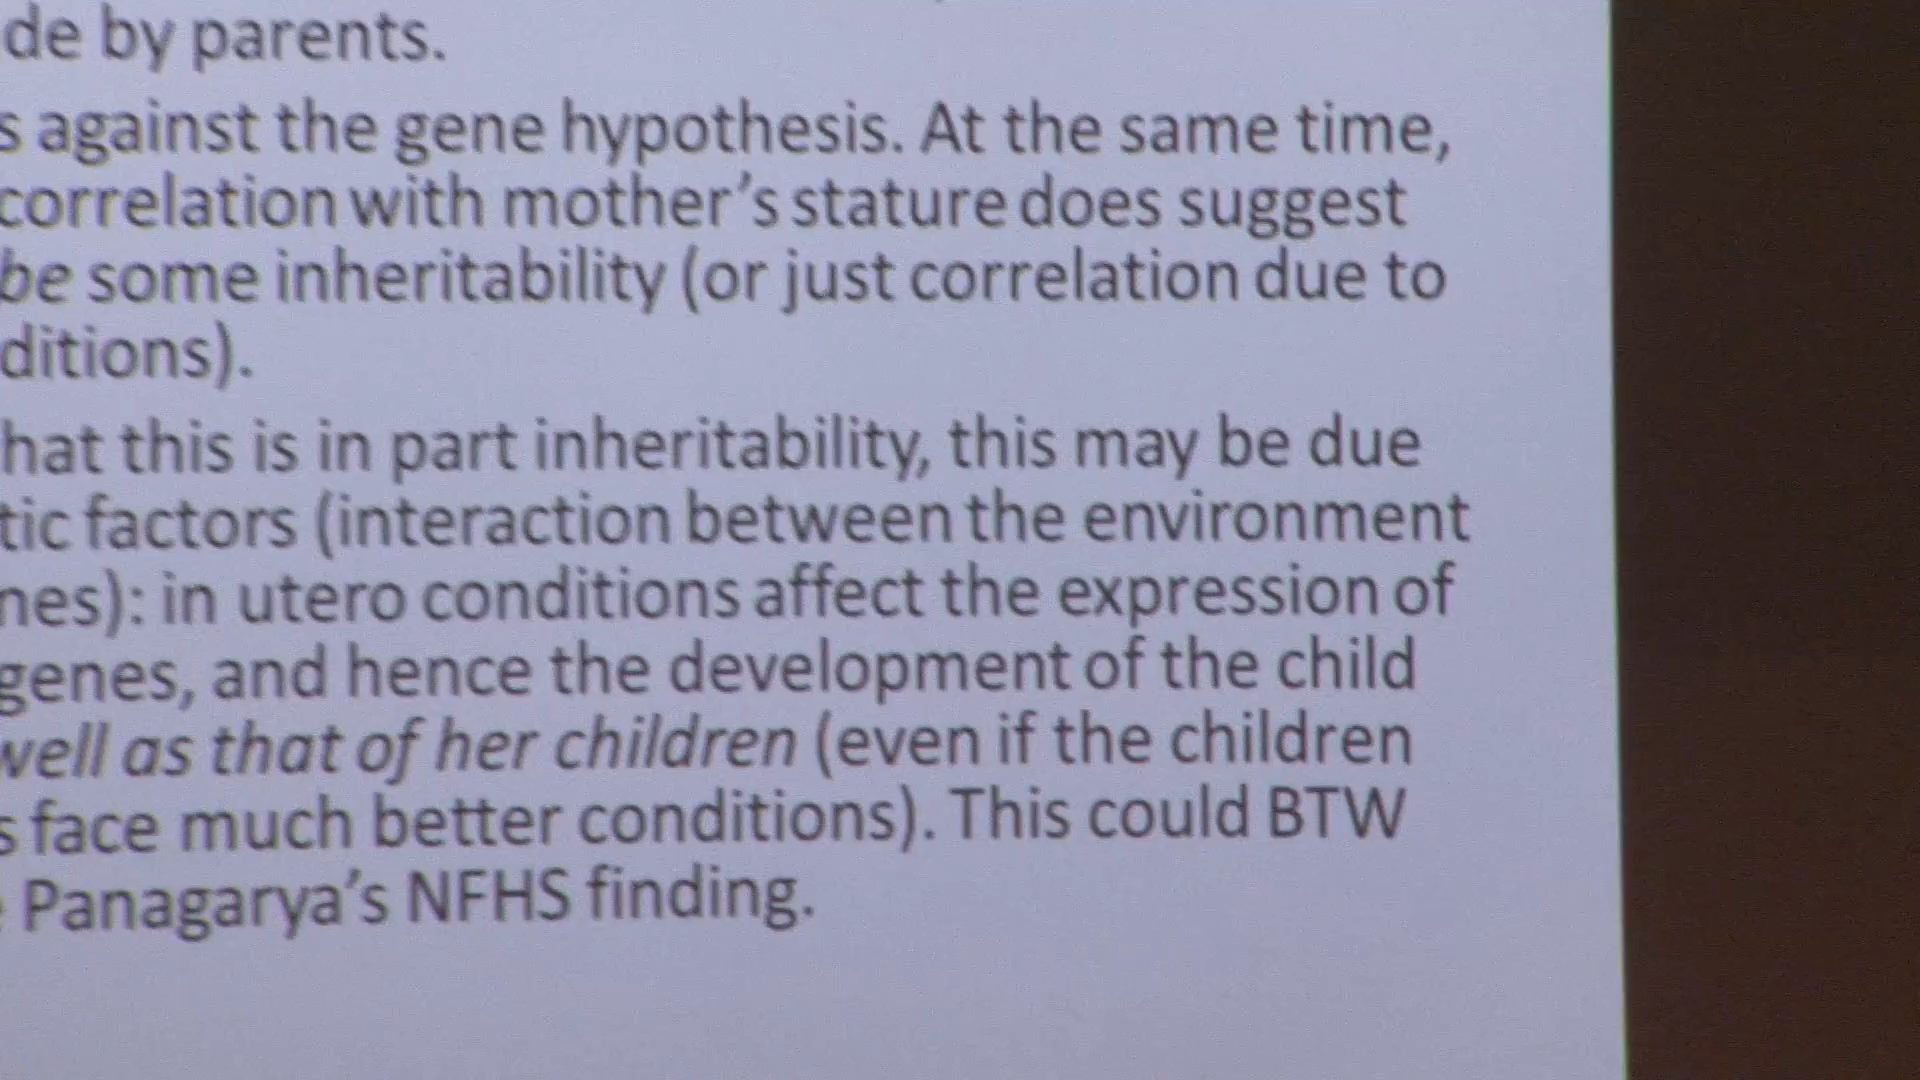 de by parents.
s against the gene hypothesis. At the same time,
correlation with mother's stature does suggest
be some inheritability (or just correlation due to
ditions).
hat this is in part inheritability, this may be due
tic factors (interaction between the environment
nes): in utero conditions affect the expression of
genes, and hence the development of the child
well as that of her children (even if the children
s face much better conditions). This could BTW
Panagarya's NFHS finding.